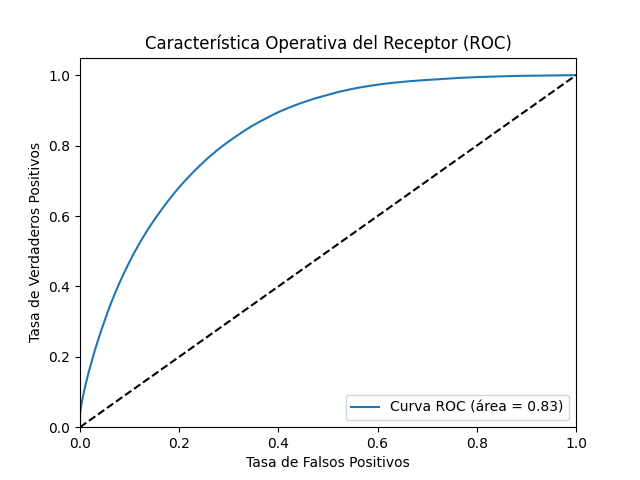 Característica Operativa del Receptor (ROC)
1.0
0.8
0.6
0.4
0.2
0.0
Tasa de Verdaderos Positivos
Curva ROC (área = 0.83)
0.0 0.2 0.4 0.6 0.8 1.0
Tasa de Falsos Positivos